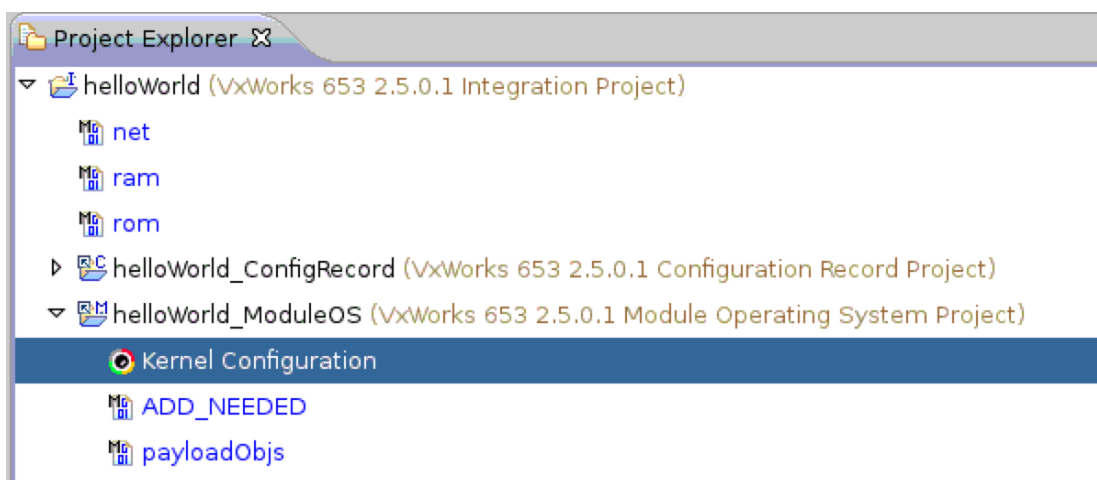 Project Explorer
helloWorld (VxWorks 653 2.5.0.1 Integration Project)
net
ram
rom
helloWorld_ConfigRecord (VxWorks 653 2.5.0.1 Configuration Record Project)
helloWorld_ModuleOS (VxWorks 653 2.5.0.1 Module Operating System Project)
Kernel Configuration
ADD_NEEDED
payloadObjs